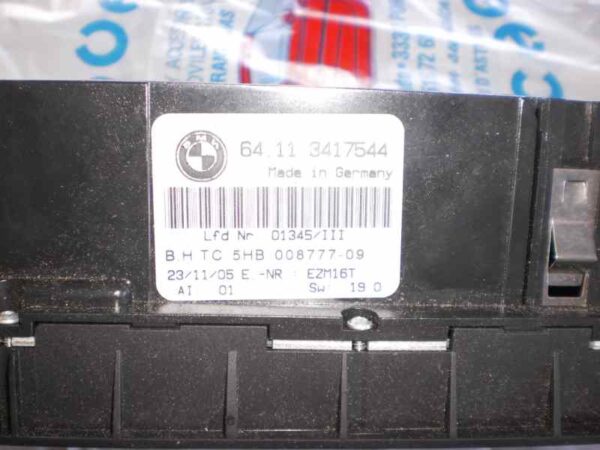 BMW
64.11 3417544
Made in Germany
Lfd Nr 01345/III
B.H TC 5HB 008777-09
23/11/05 E -NR : EZM16T
AI 01 SW: 19.0